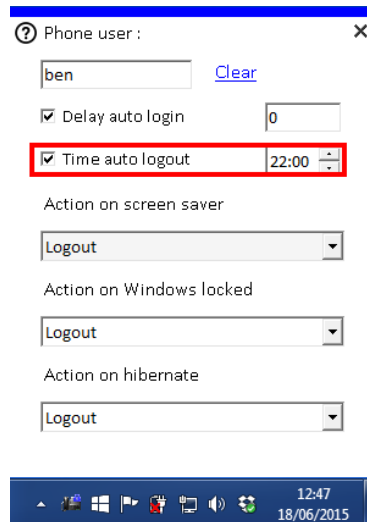 ? Phone user : ×
ben Clear
Delay auto login 0
Time auto logout 22:00
Action on screen saver
Logout
Action on Windows locked
Logout
Action on hibernate
Logout
12:47
18/06/2015